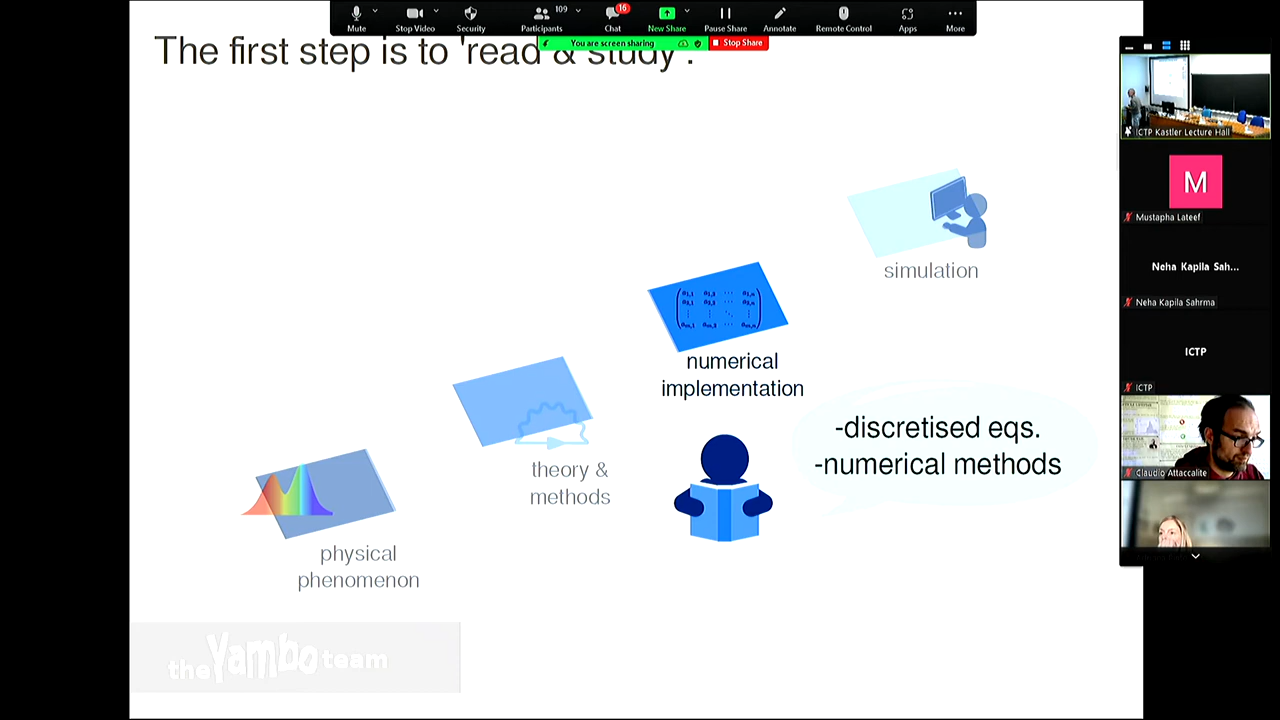 Mute
Stop Video
Security
Participants
109
Chat
16
New Share
Pause Share
Annotate
Remote Control
Apps
More
You are screen sharing
Stop Share
The first step is to 'read & study'.
simulation
numerical
implementation
-discretised eqs.
-numerical methods
theory &
methods
physical
phenomenon
the Yambo team
ICTP Kastler Lecture Hall
M
Mustapha Lateef
Neha Kapila Sah...
Neha Kapila Sahrma
ICTP
ICTP
Claudio Attaccalite